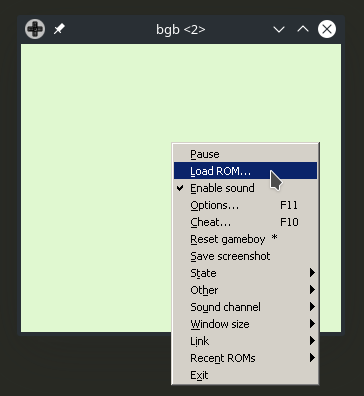 bgb <2>
Pause
Load ROM...
Enable sound
Options... F11
Cheat... F10
Reset gameboy *
Save screenshot
State
Other
Sound channel
Window size
Link
Recent ROMs
Exit